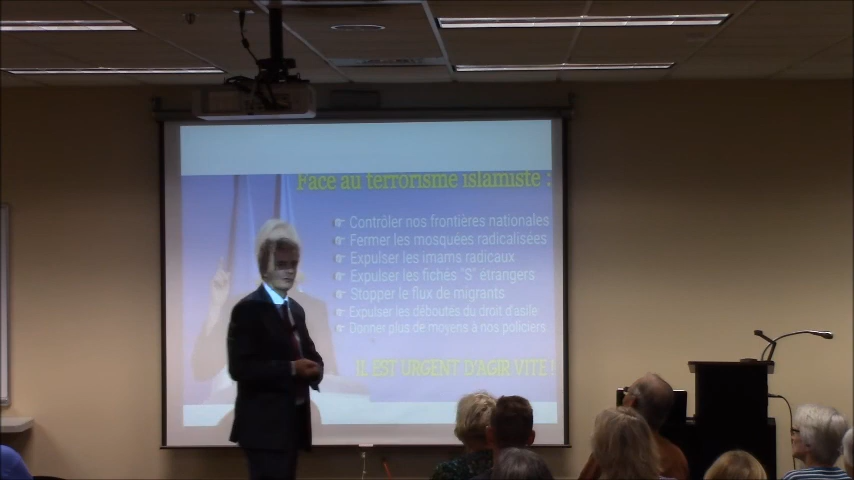 Face au terrorisme islamiste :
Contrôler nos frontières nationales
Fermer les mosquées radicalisées
Expulser les imams radicaux
Expulser les fichés "S" étrangers
Stopper le flux de migrants
Expulser les déboutés du droit d'asile
Donner plus de moyens à nos policiers
IL EST URGENT D'AGIR VITE !